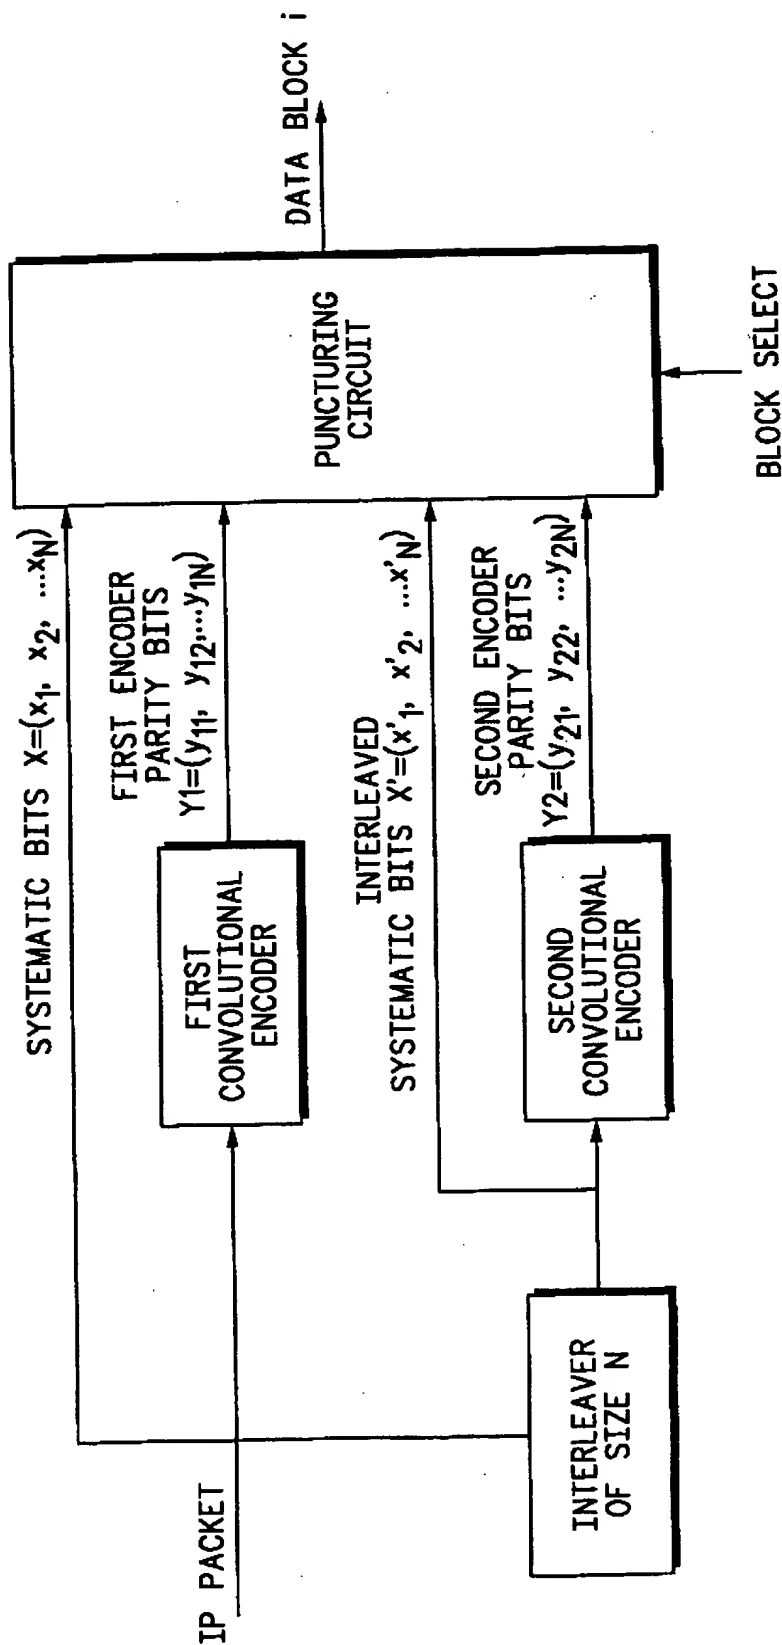 IP PACKET
SYSTEMATIC BITS X=(x1, x2, ...xN)
FIRST
CONVOLUTIONAL
ENCODER
FIRST ENCODER
PARITY BITS
Y1=(y11, y12,...y1N)
INTERLEAVER
OF SIZE N
INTERLEAVED
SYSTEMATIC BITS X'=(x'1, x'2, ...x'N)
SECOND
CONVOLUTIONAL
ENCODER
SECOND ENCODER
PARITY BITS
Y2=(y21, y22, ...y2N)
PUNCTURING
CIRCUIT
BLOCK SELECT
DATA BLOCK i